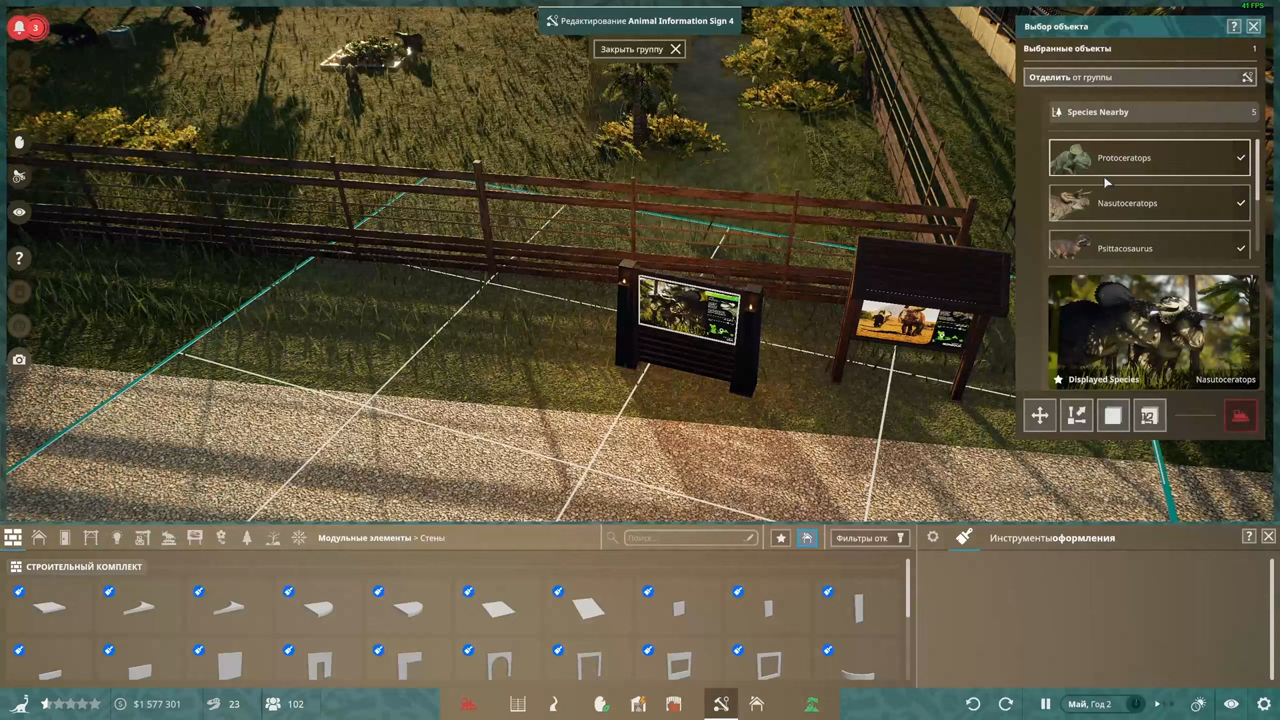 41 FPS
3
Редактирование Animal Information Sign 4
Закрыть группу
Выбор объекта
?
Выбранные объекты 1
Отделить от группы
Species Nearby 5
Protoceratops
Nasutoceratops
Psittacosaurus
Displayed Species Nasutoceratops
?
Модульные элементы > Стены
Поиск...
Фильтры отк
Инструментыоформления
?
СТРОИТЕЛЬНЫЙ КОМПЛЕКТ
$1 577 301
23
102
Май, Год 2